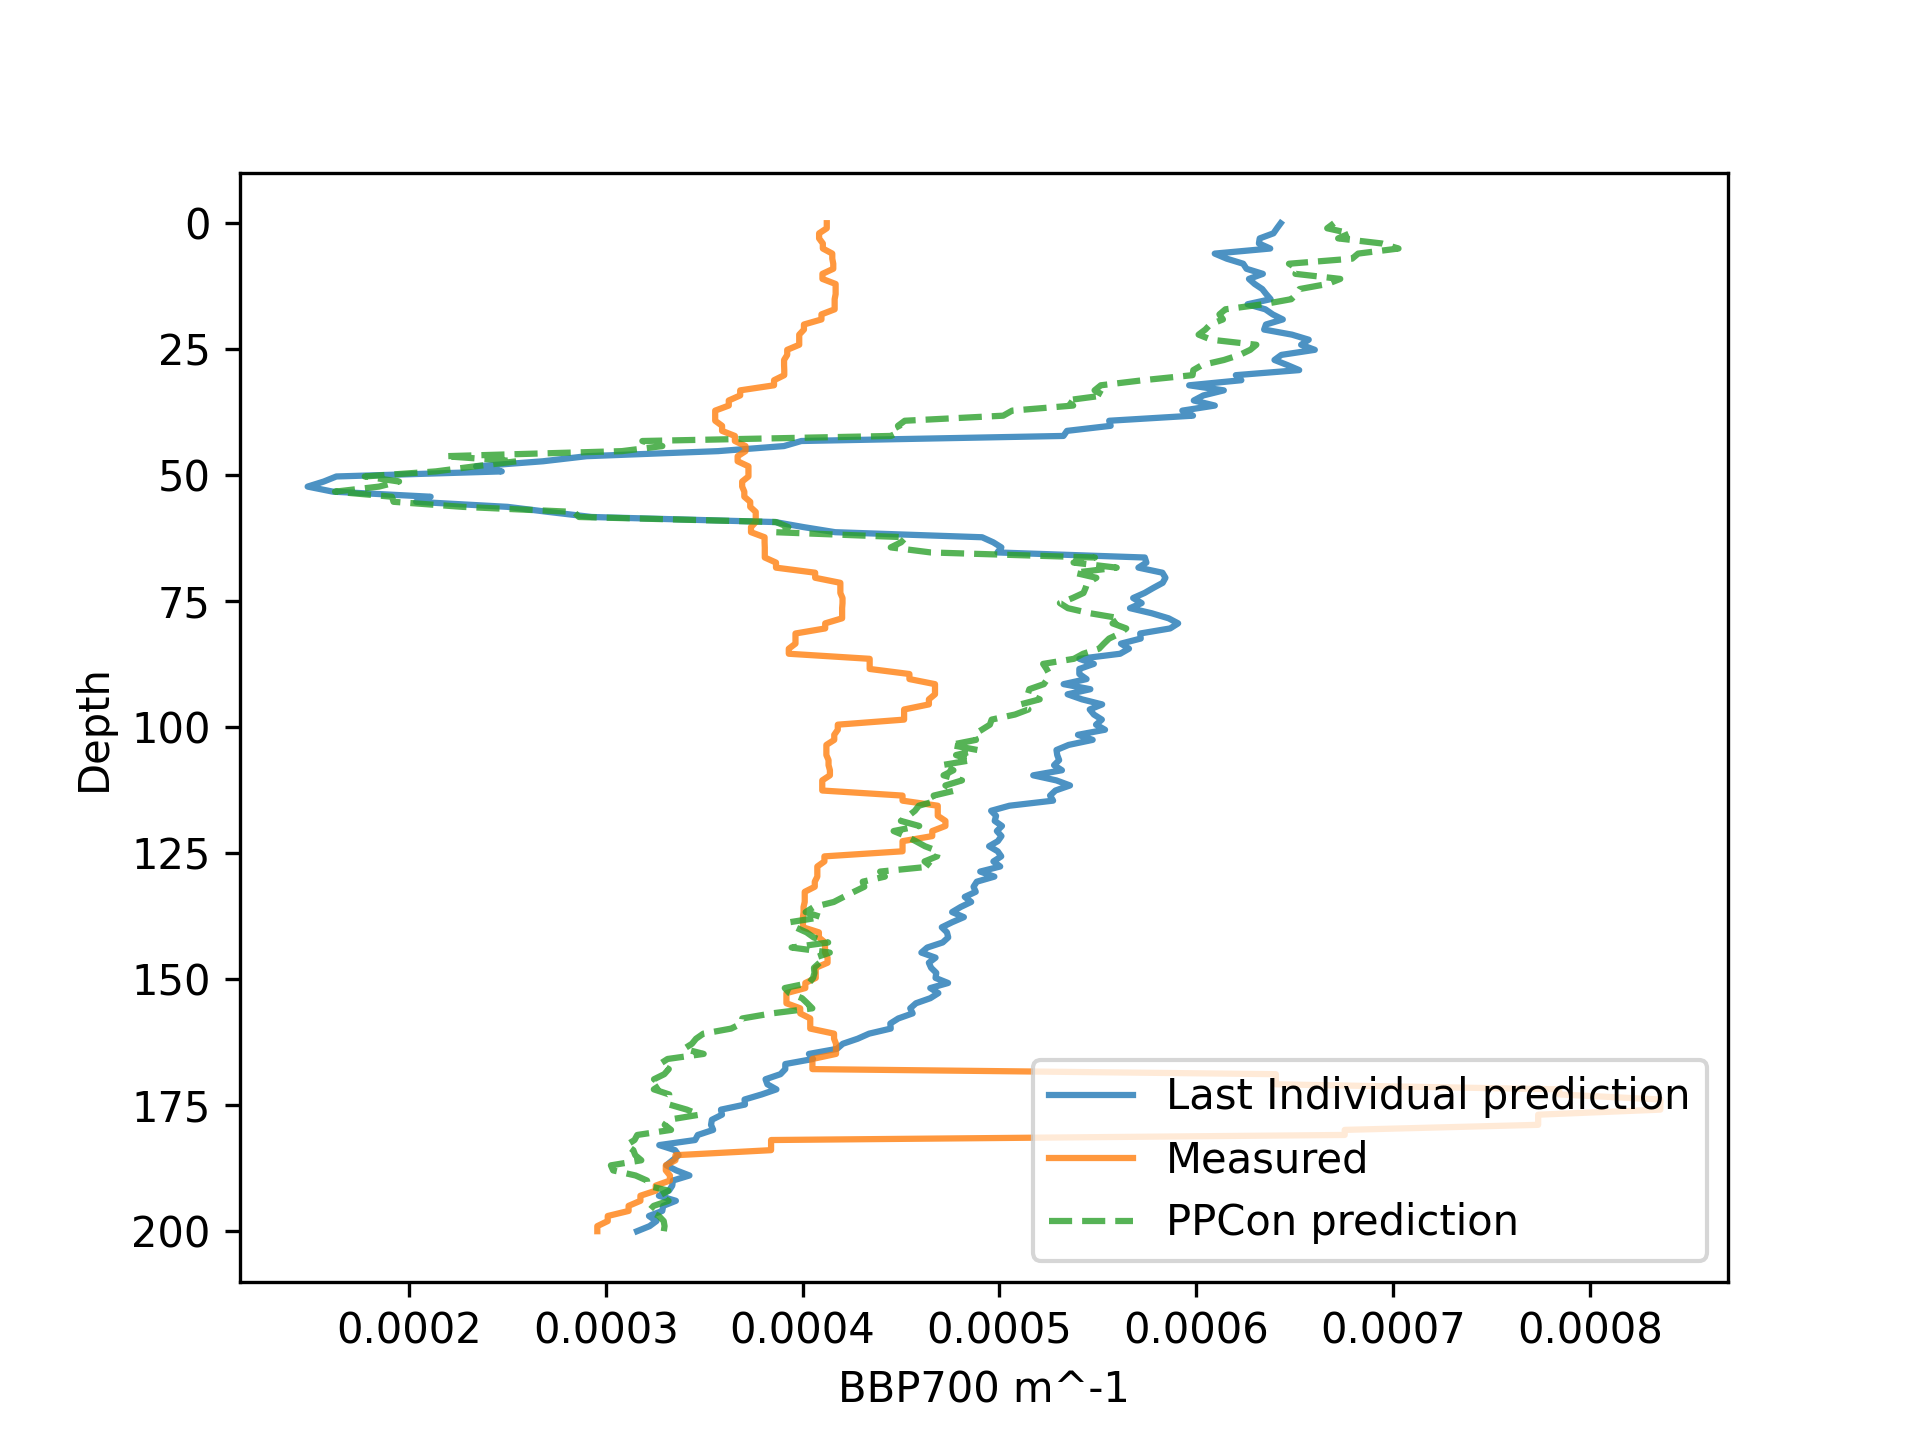 0
25
50
75
100
125
150
175
200
Depth
0.0002 0.0003 0.0004 0.0005 0.0006 0.0007 0.0008
BBP700 m^-1
Last Individual prediction
Measured
PPCon prediction